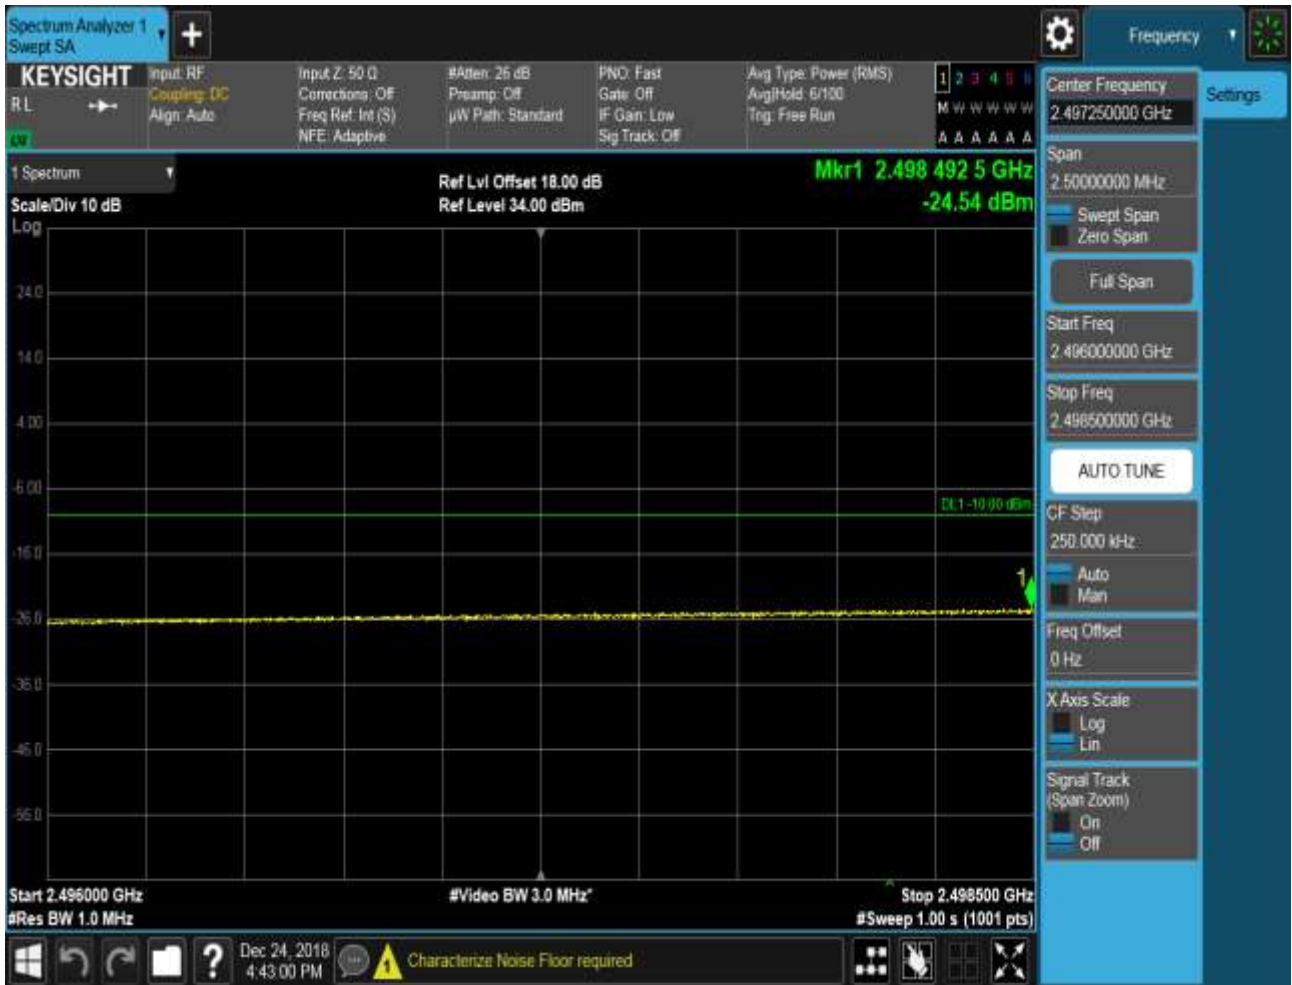 Spectrum Analyzer 1
Swept SA
+
Frequency
KEYSIGHT
RL
Input: RF
Coupling: DC
Align: Auto
Input Z: 50 Ω
Corrections: Off
Freq Ref: Int (S)
NFE: Adaptive
#Atten: 26 dB
Preamp: Off
µW Path: Standard
PNO: Fast
Gate: Off
IF Gain: Low
Sig Track: Off
Avg Type: Power (RMS)
Avg|Hold: 6/100
Trig: Free Run
1 2 3 4 5 6
M W W W W W
A A A A A A
1 Spectrum
Scale/Div 10 dB
Log
Ref Lvl Offset 18.00 dB
Ref Level 34.00 dBm
Mkr1 2.498 492 5 GHz
-24.54 dBm
24.0
14.0
4.00
-6.00
-16.0
-26.0
-36.0
-46.0
-56.0
DL1 -10.00 dBm
1
Start 2.496000 GHz
#Res BW 1.0 MHz
#Video BW 3.0 MHz*
Stop 2.498500 GHz
#Sweep 1.00 s (1001 pts)
Center Frequency
2.497250000 GHz
Settings
Span
2.50000000 MHz
Swept Span
Zero Span
Full Span
Start Freq
2.496000000 GHz
Stop Freq
2.498500000 GHz
AUTO TUNE
CF Step
250.000 kHz
Auto
Man
Freq Offset
0 Hz
X Axis Scale
Log
Lin
Signal Track
(Span Zoom)
On
Off
?
Dec 24, 2018
4:43:00 PM
1
Characterize Noise Floor required